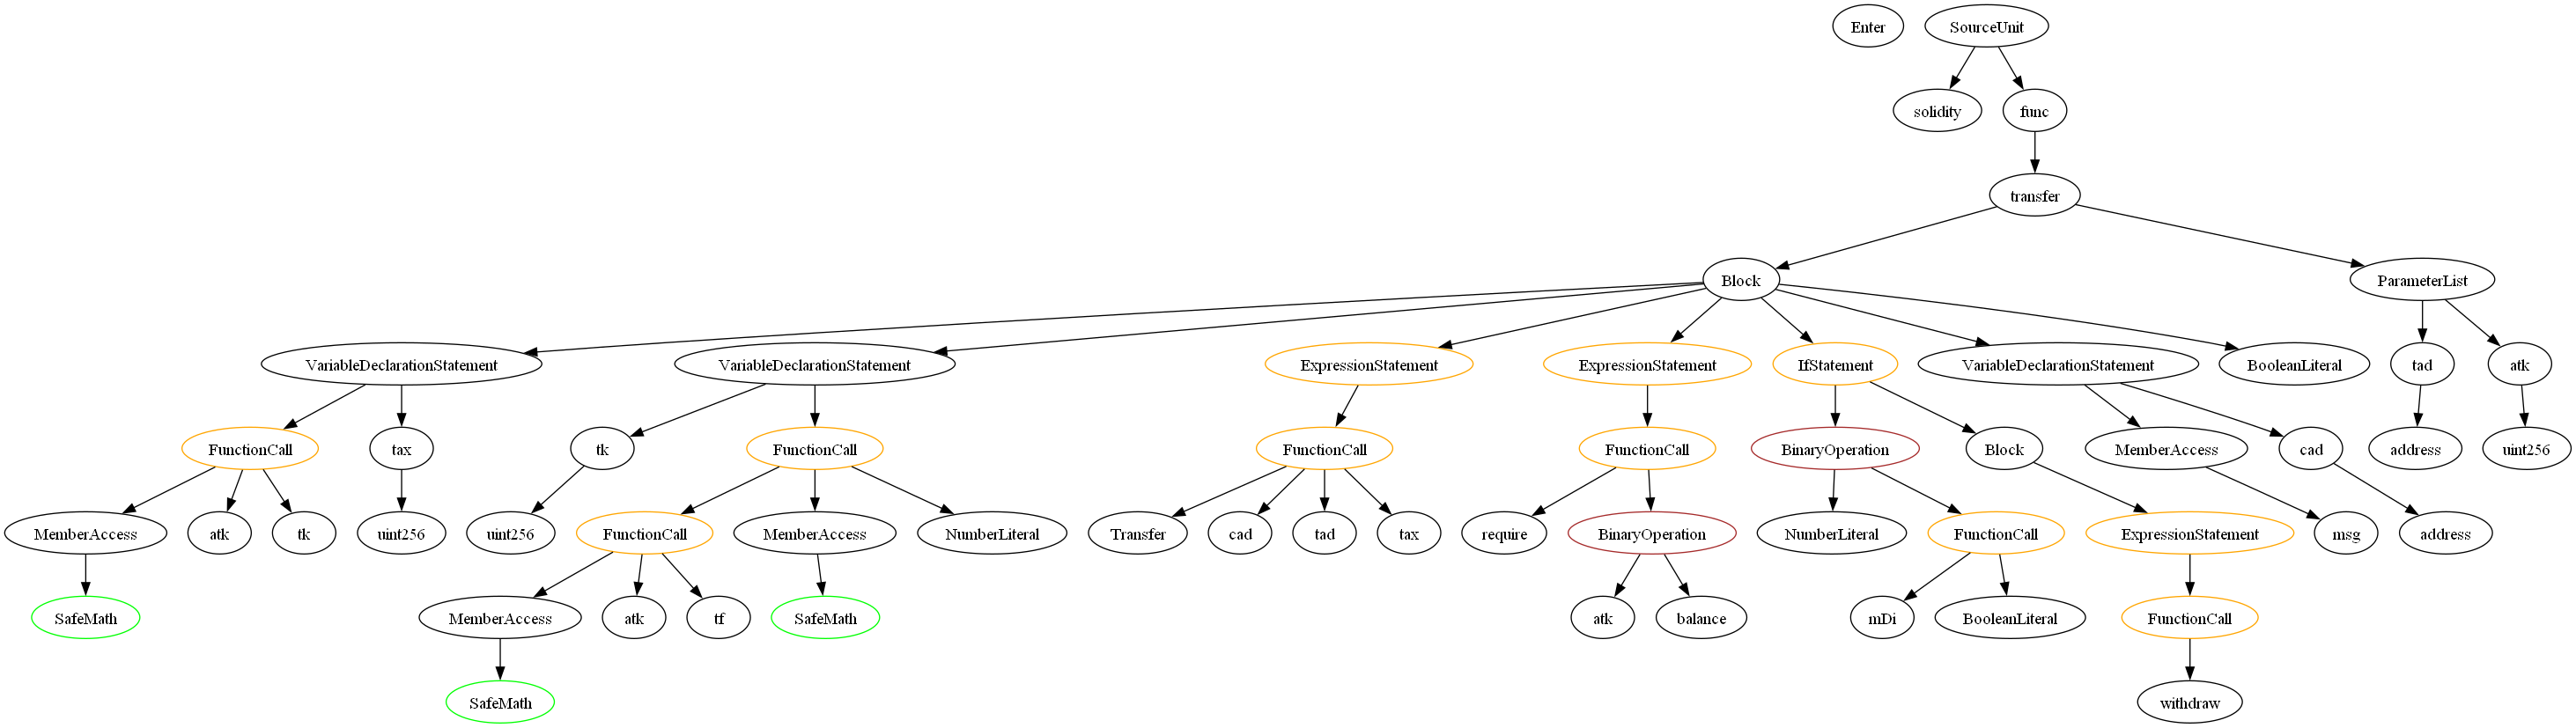 Enter
SourceUnit
solidity
func
transfer
Block
ParameterList
VariableDeclarationStatement
VariableDeclarationStatement
ExpressionStatement
ExpressionStatement
IfStatement
VariableDeclarationStatement
BooleanLiteral
tad
atk
FunctionCall
tax
tk
FunctionCall
FunctionCall
FunctionCall
BinaryOperation
Block
MemberAccess
cad
address
uint256
MemberAccess
atk
tk
uint256
uint256
FunctionCall
MemberAccess
NumberLiteral
Transfer
cad
tad
tax
require
BinaryOperation
NumberLiteral
FunctionCall
ExpressionStatement
msg
address
SafeMath
MemberAccess
atk
tf
SafeMath
atk
balance
mDi
BooleanLiteral
FunctionCall
SafeMath
withdraw